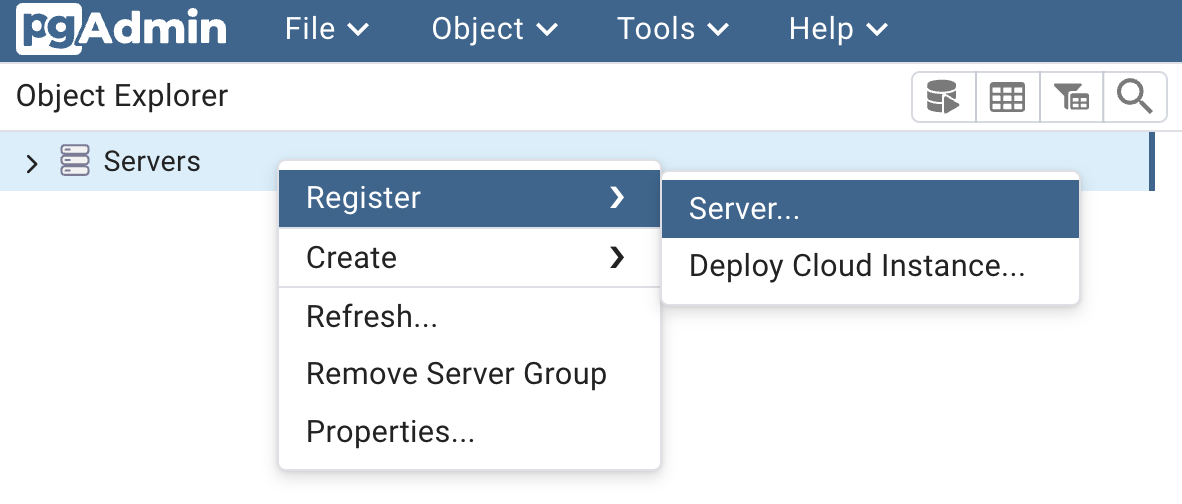 pgAdmin File Object Tools Help
Object Explorer
Servers
Register
Server...
Create
Deploy Cloud Instance...
Refresh...
Remove Server Group
Properties...